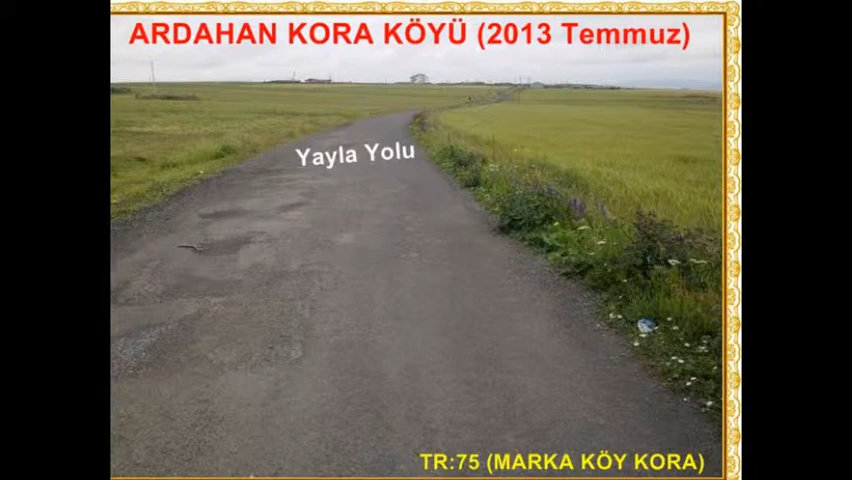 ARDAHAN KORA KÖYÜ (2013 Temmuz)
Yayla Yolu
TR:75 (MARKA KÖY KORA)